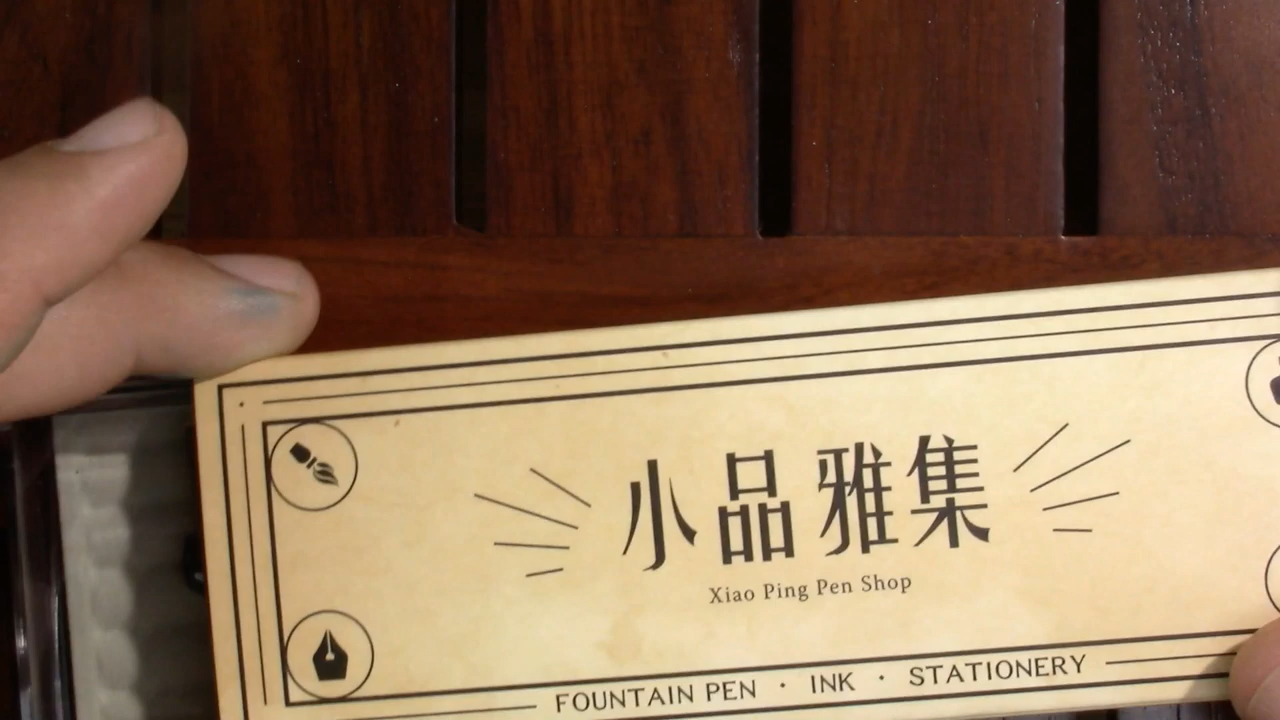 小品雅集
Xiao Ping Pen Shop
FOUNTAIN PEN · INK · STATIONERY